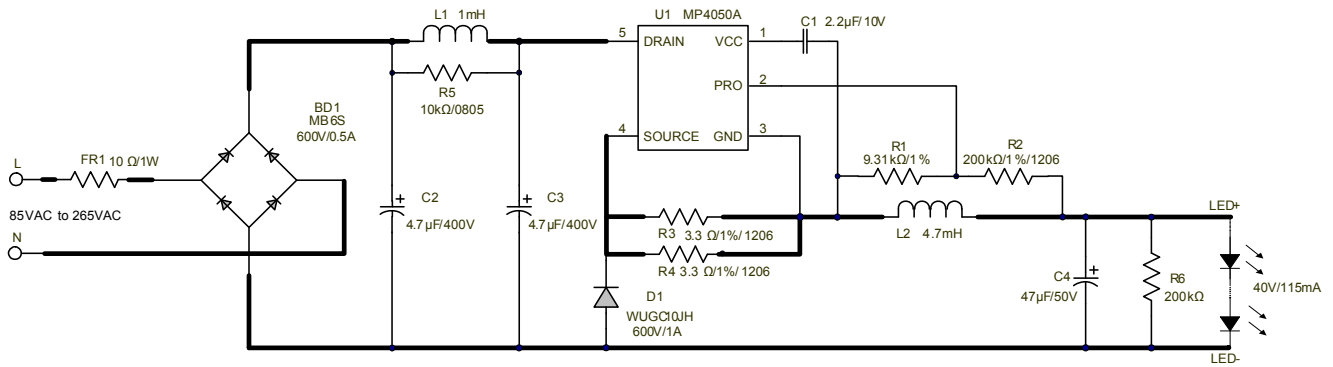 L1 1mH
U1 MP4050A
C1 2.2µF/10V
5 DRAIN VCC 1
PRO 2
4 SOURCE GND 3
R5
10kΩ/0805
BD1
MB6S
600V/0.5A
L
FR1 10 Ω/1W
85VAC to 265VAC
N
C2
4.7µF/400V
C3
4.7µF/400V
R1
9.31kΩ/1%
R2
200kΩ/1%/1206
R3 3.3 Ω/1%/1206
R4 3.3 Ω/1%/1206
L2 4.7mH
D1
WUGC10JH
600V/1A
C4
47µF/50V
R6
200kΩ
LED+
40V/115mA
LED-